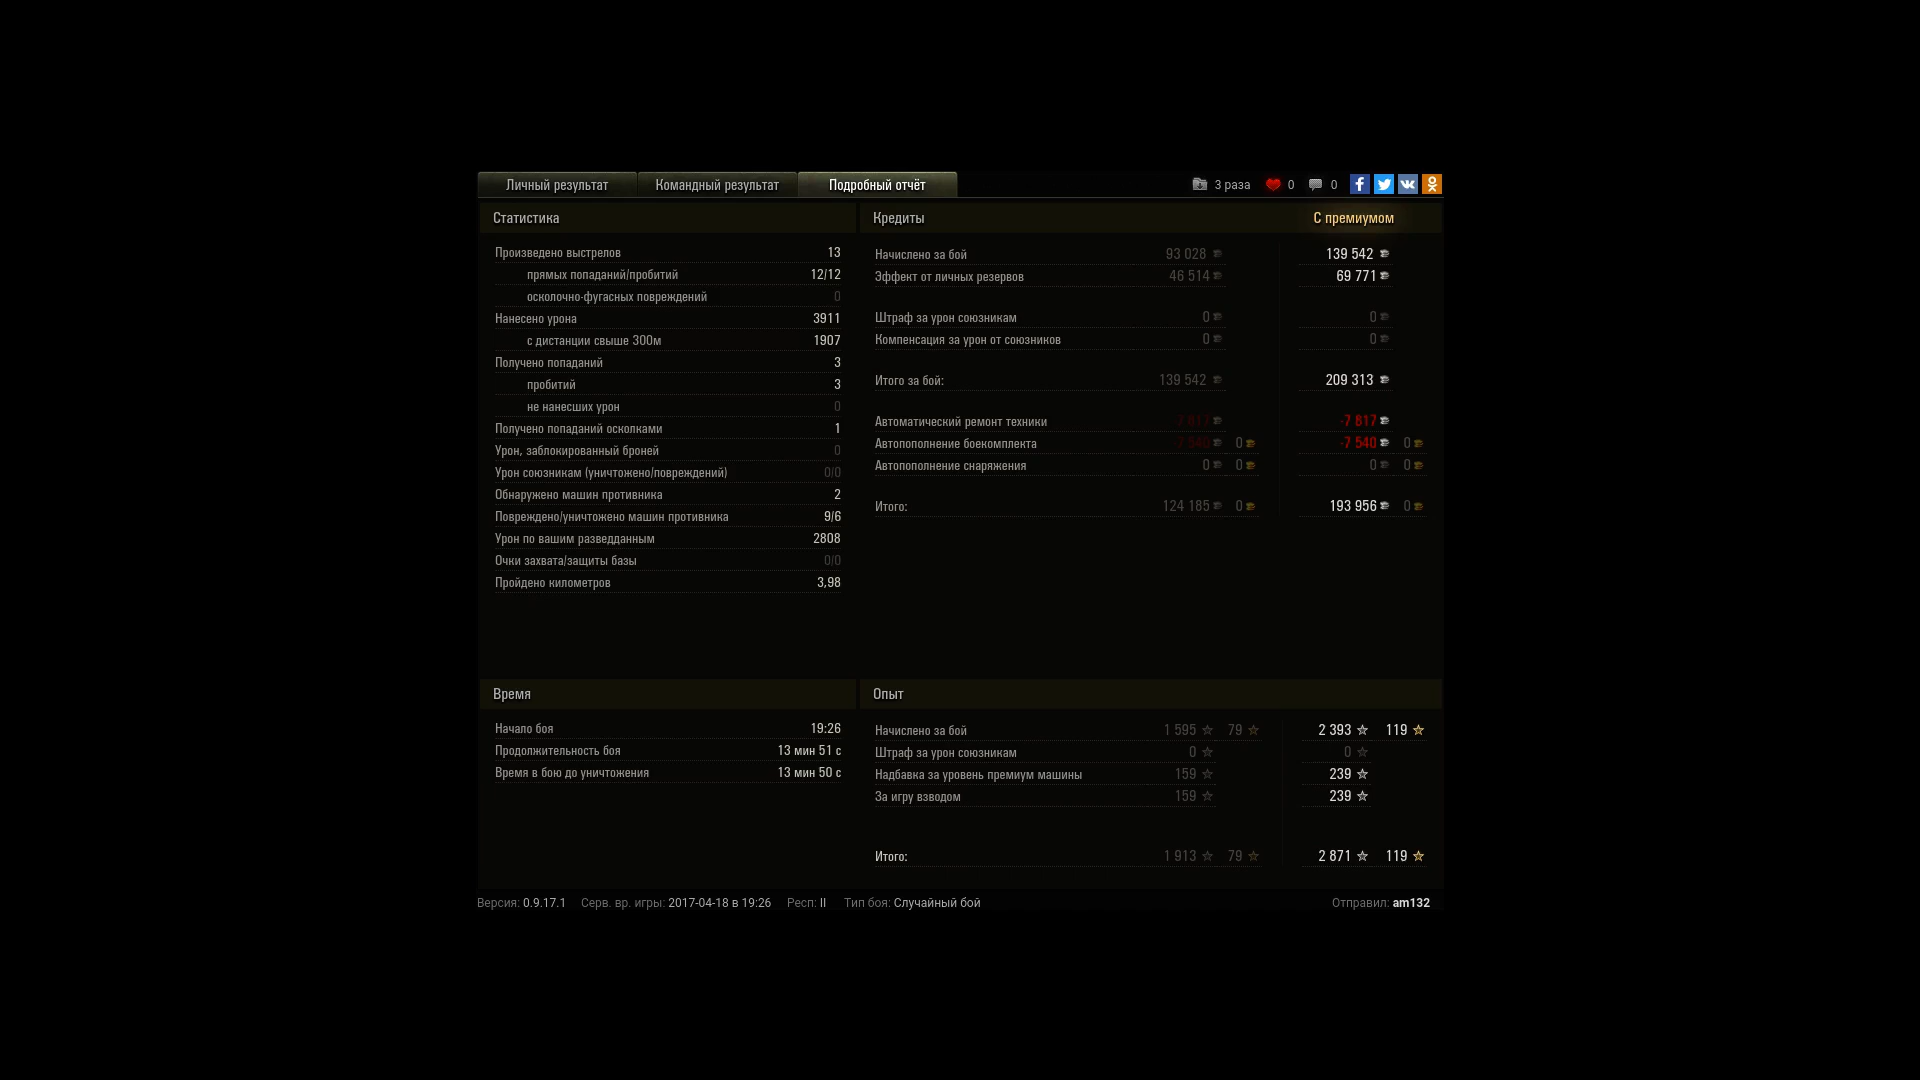 Личный результат Командный результат Подробный отчёт 3 раза 0 0
Статистика
Произведено выстрелов 13
прямых попаданий/пробитий 12/12
осколочно-фугасных повреждений 0
Нанесено урона 3911
с дистанции свыше 300м 1907
Получено попаданий 3
пробитий 3
не нанесших урон 0
Получено попаданий осколками 1
Урон, заблокированный броней 0
Урон союзникам (уничтожено/повреждений) 0/0
Обнаружено машин противника 2
Повреждено/уничтожено машин противника 9/6
Урон по вашим разведданным 2808
Очки захвата/защиты базы 0/0
Пройдено километров 3,98
Кредиты С премиумом
Начислено за бой 93 028 139 542
Эффект от личных резервов 46 514 69 771
Штраф за урон союзникам 0 0
Компенсация за урон от союзников 0 0
Итого за бой: 139 542 209 313
Автоматический ремонт техники -7 817 -7 817
Автопополнение боекомплекта -7 540 0 -7 540 0
Автопополнение снаряжения 0 0 0 0
Итого: 124 185 0 193 956 0
Время
Начало боя 19:26
Продолжительность боя 13 мин 51 с
Время в бою до уничтожения 13 мин 50 с
Опыт
Начислено за бой 1 595 79 2 393 119
Штраф за урон союзникам 0 0
Надбавка за уровень премиум машины 159 239
За игру взводом 159 239
Итого: 1 913 79 2 871 119
Версия: 0.9.17.1 Серв. вр. игры: 2017-04-18 в 19:26 Респ: II Тип боя: Случайный бой Отправил: am132